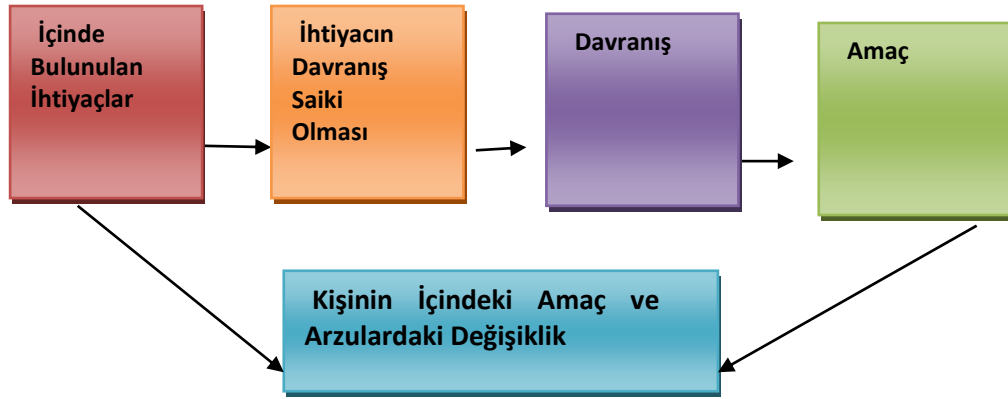 İçinde
Bulunulan
İhtiyaçlar
İhtiyacın
Davranış
Saiki
Olması
Davranış
Amaç
Kişinin İçindeki Amaç ve
Arzulardaki Değişiklik